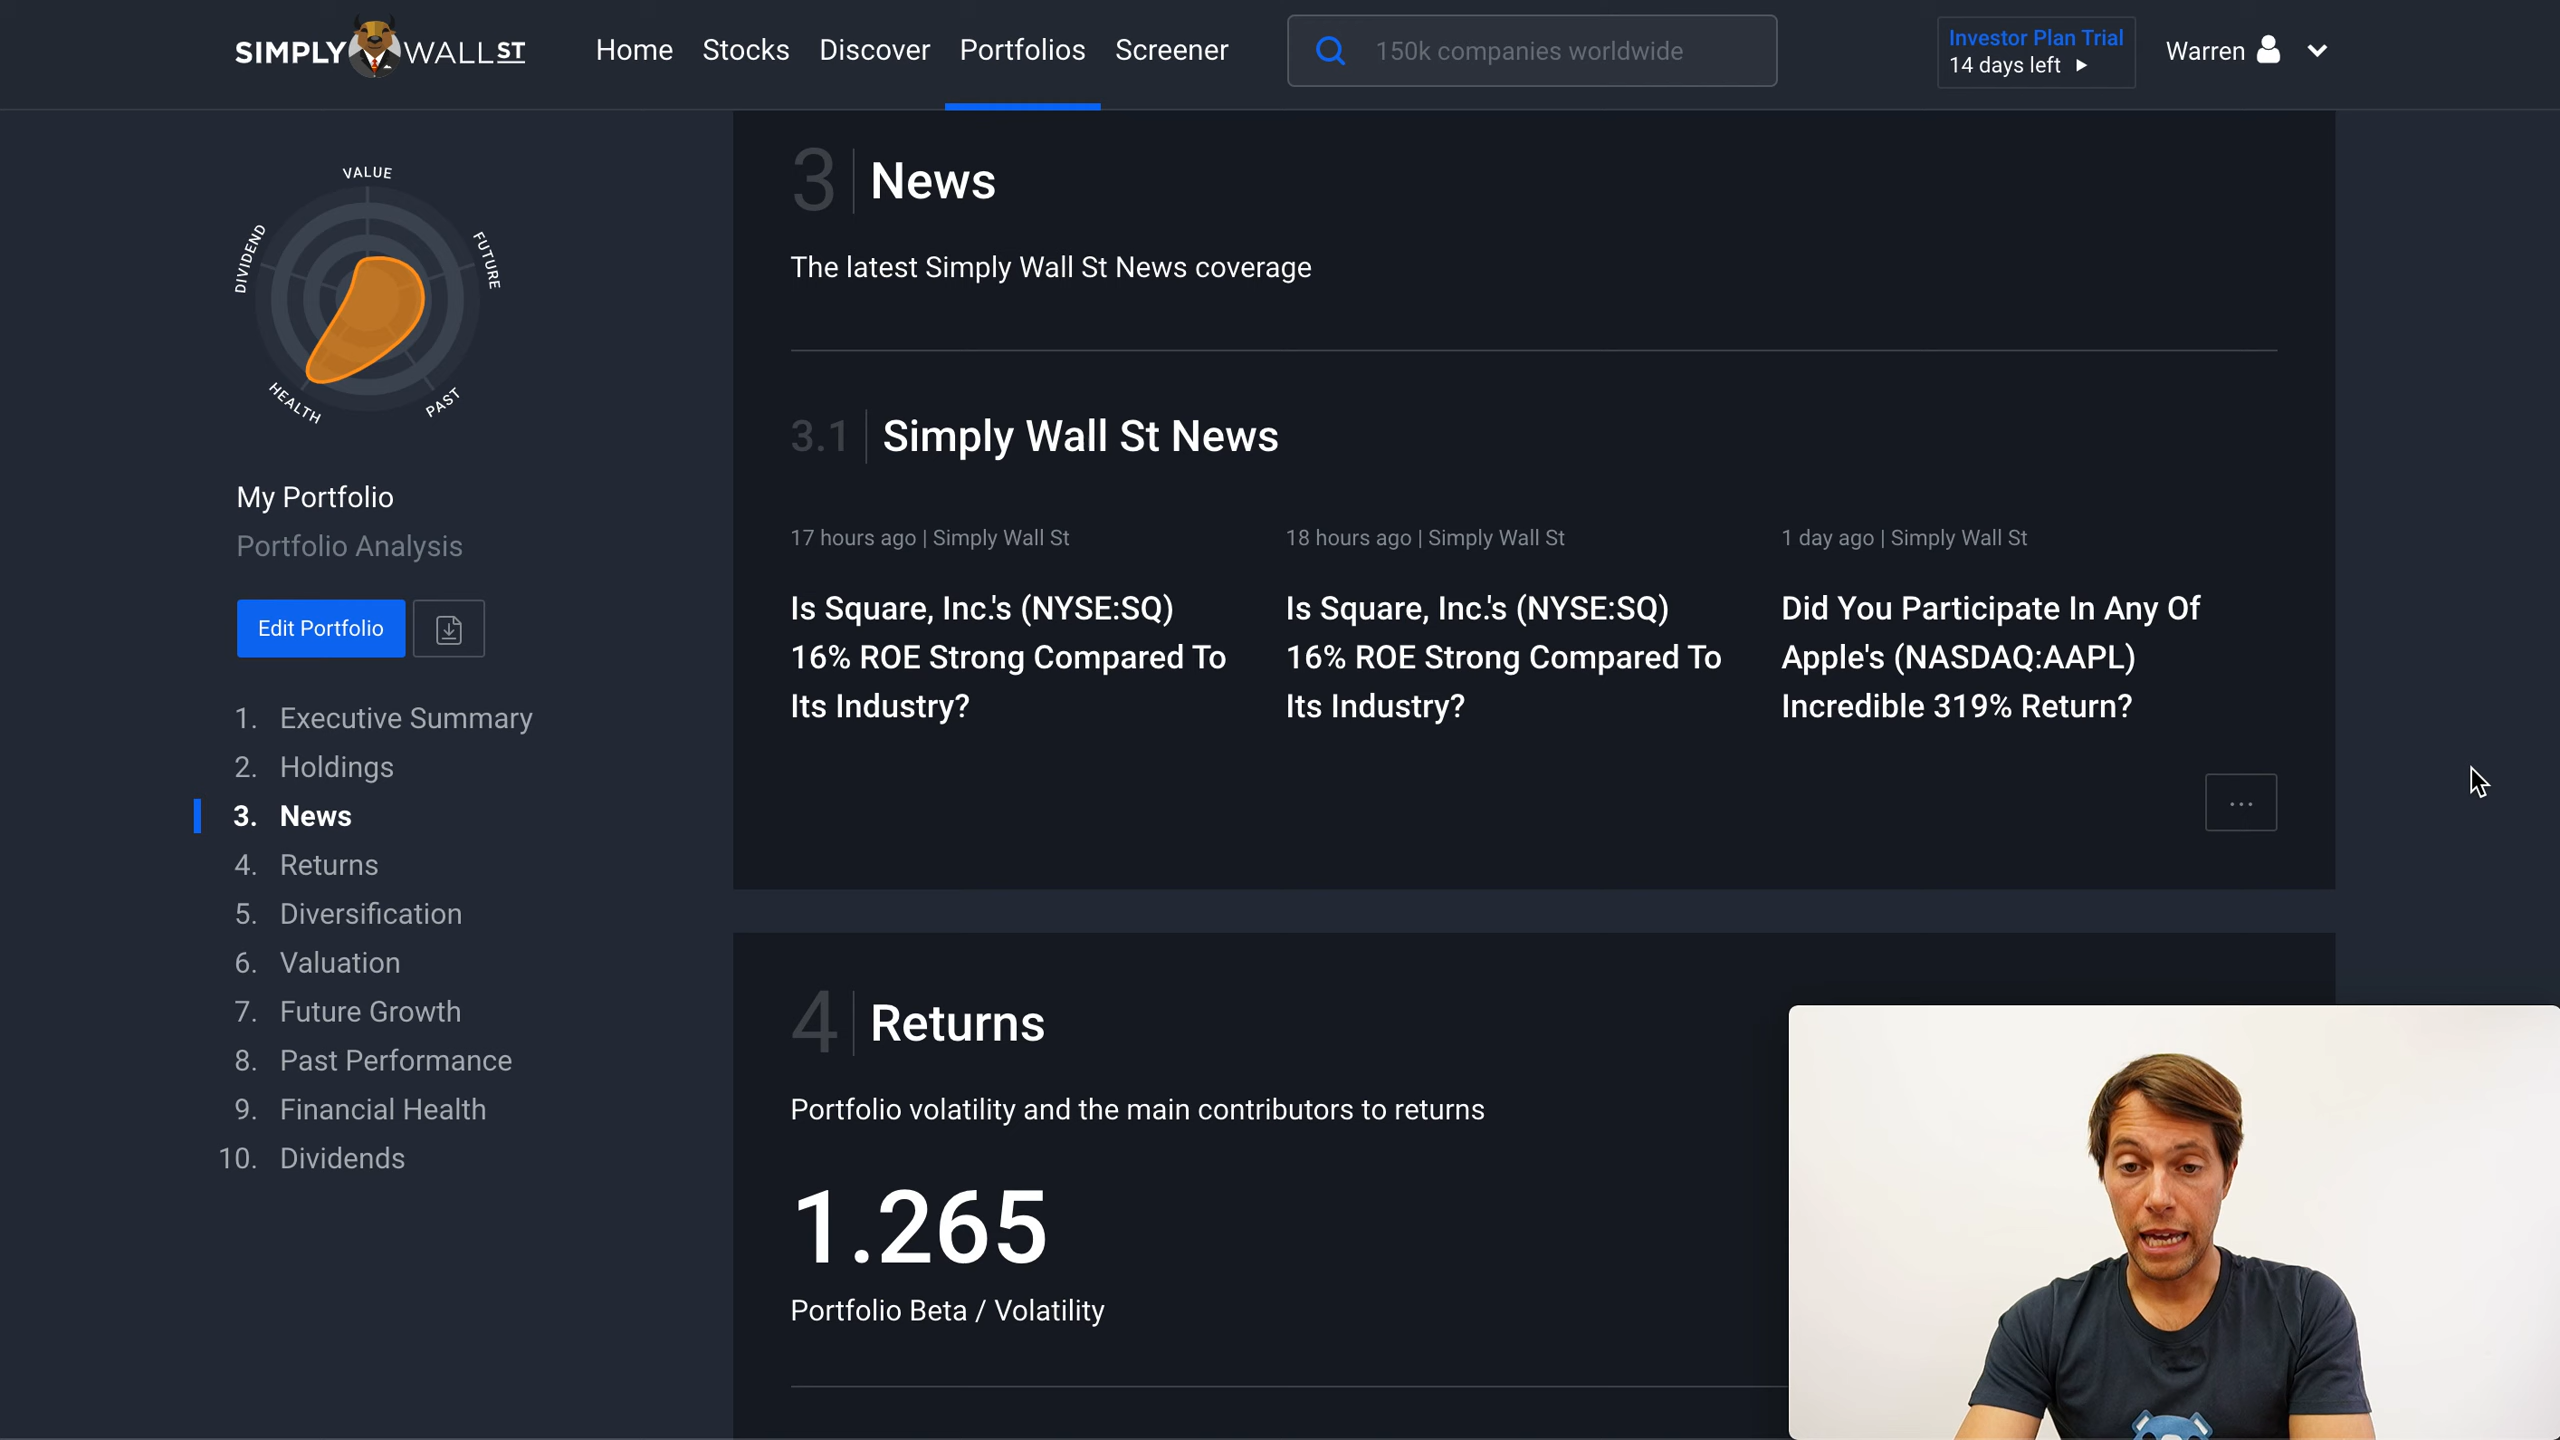 SIMPLY WALL ST
Home Stocks Discover Portfolios Screener
150k companies worldwide
Investor Plan Trial
14 days left
Warren
VALUE
FUTURE
PAST
HEALTH
DIVIDEND
My Portfolio
Portfolio Analysis
Edit Portfolio
1. Executive Summary
2. Holdings
3. News
4. Returns
5. Diversification
6. Valuation
7. Future Growth
8. Past Performance
9. Financial Health
10. Dividends
3 News
The latest Simply Wall St News coverage
3.1 Simply Wall St News
17 hours ago | Simply Wall St
Is Square, Inc.'s (NYSE:SQ)
16% ROE Strong Compared To
Its Industry?
18 hours ago | Simply Wall St
Is Square, Inc.'s (NYSE:SQ)
16% ROE Strong Compared To
Its Industry?
1 day ago | Simply Wall St
Did You Participate In Any Of
Apple's (NASDAQ:AAPL)
Incredible 319% Return?
...
4 Returns
Portfolio volatility and the main contributors to returns
1.265
Portfolio Beta / Volatility